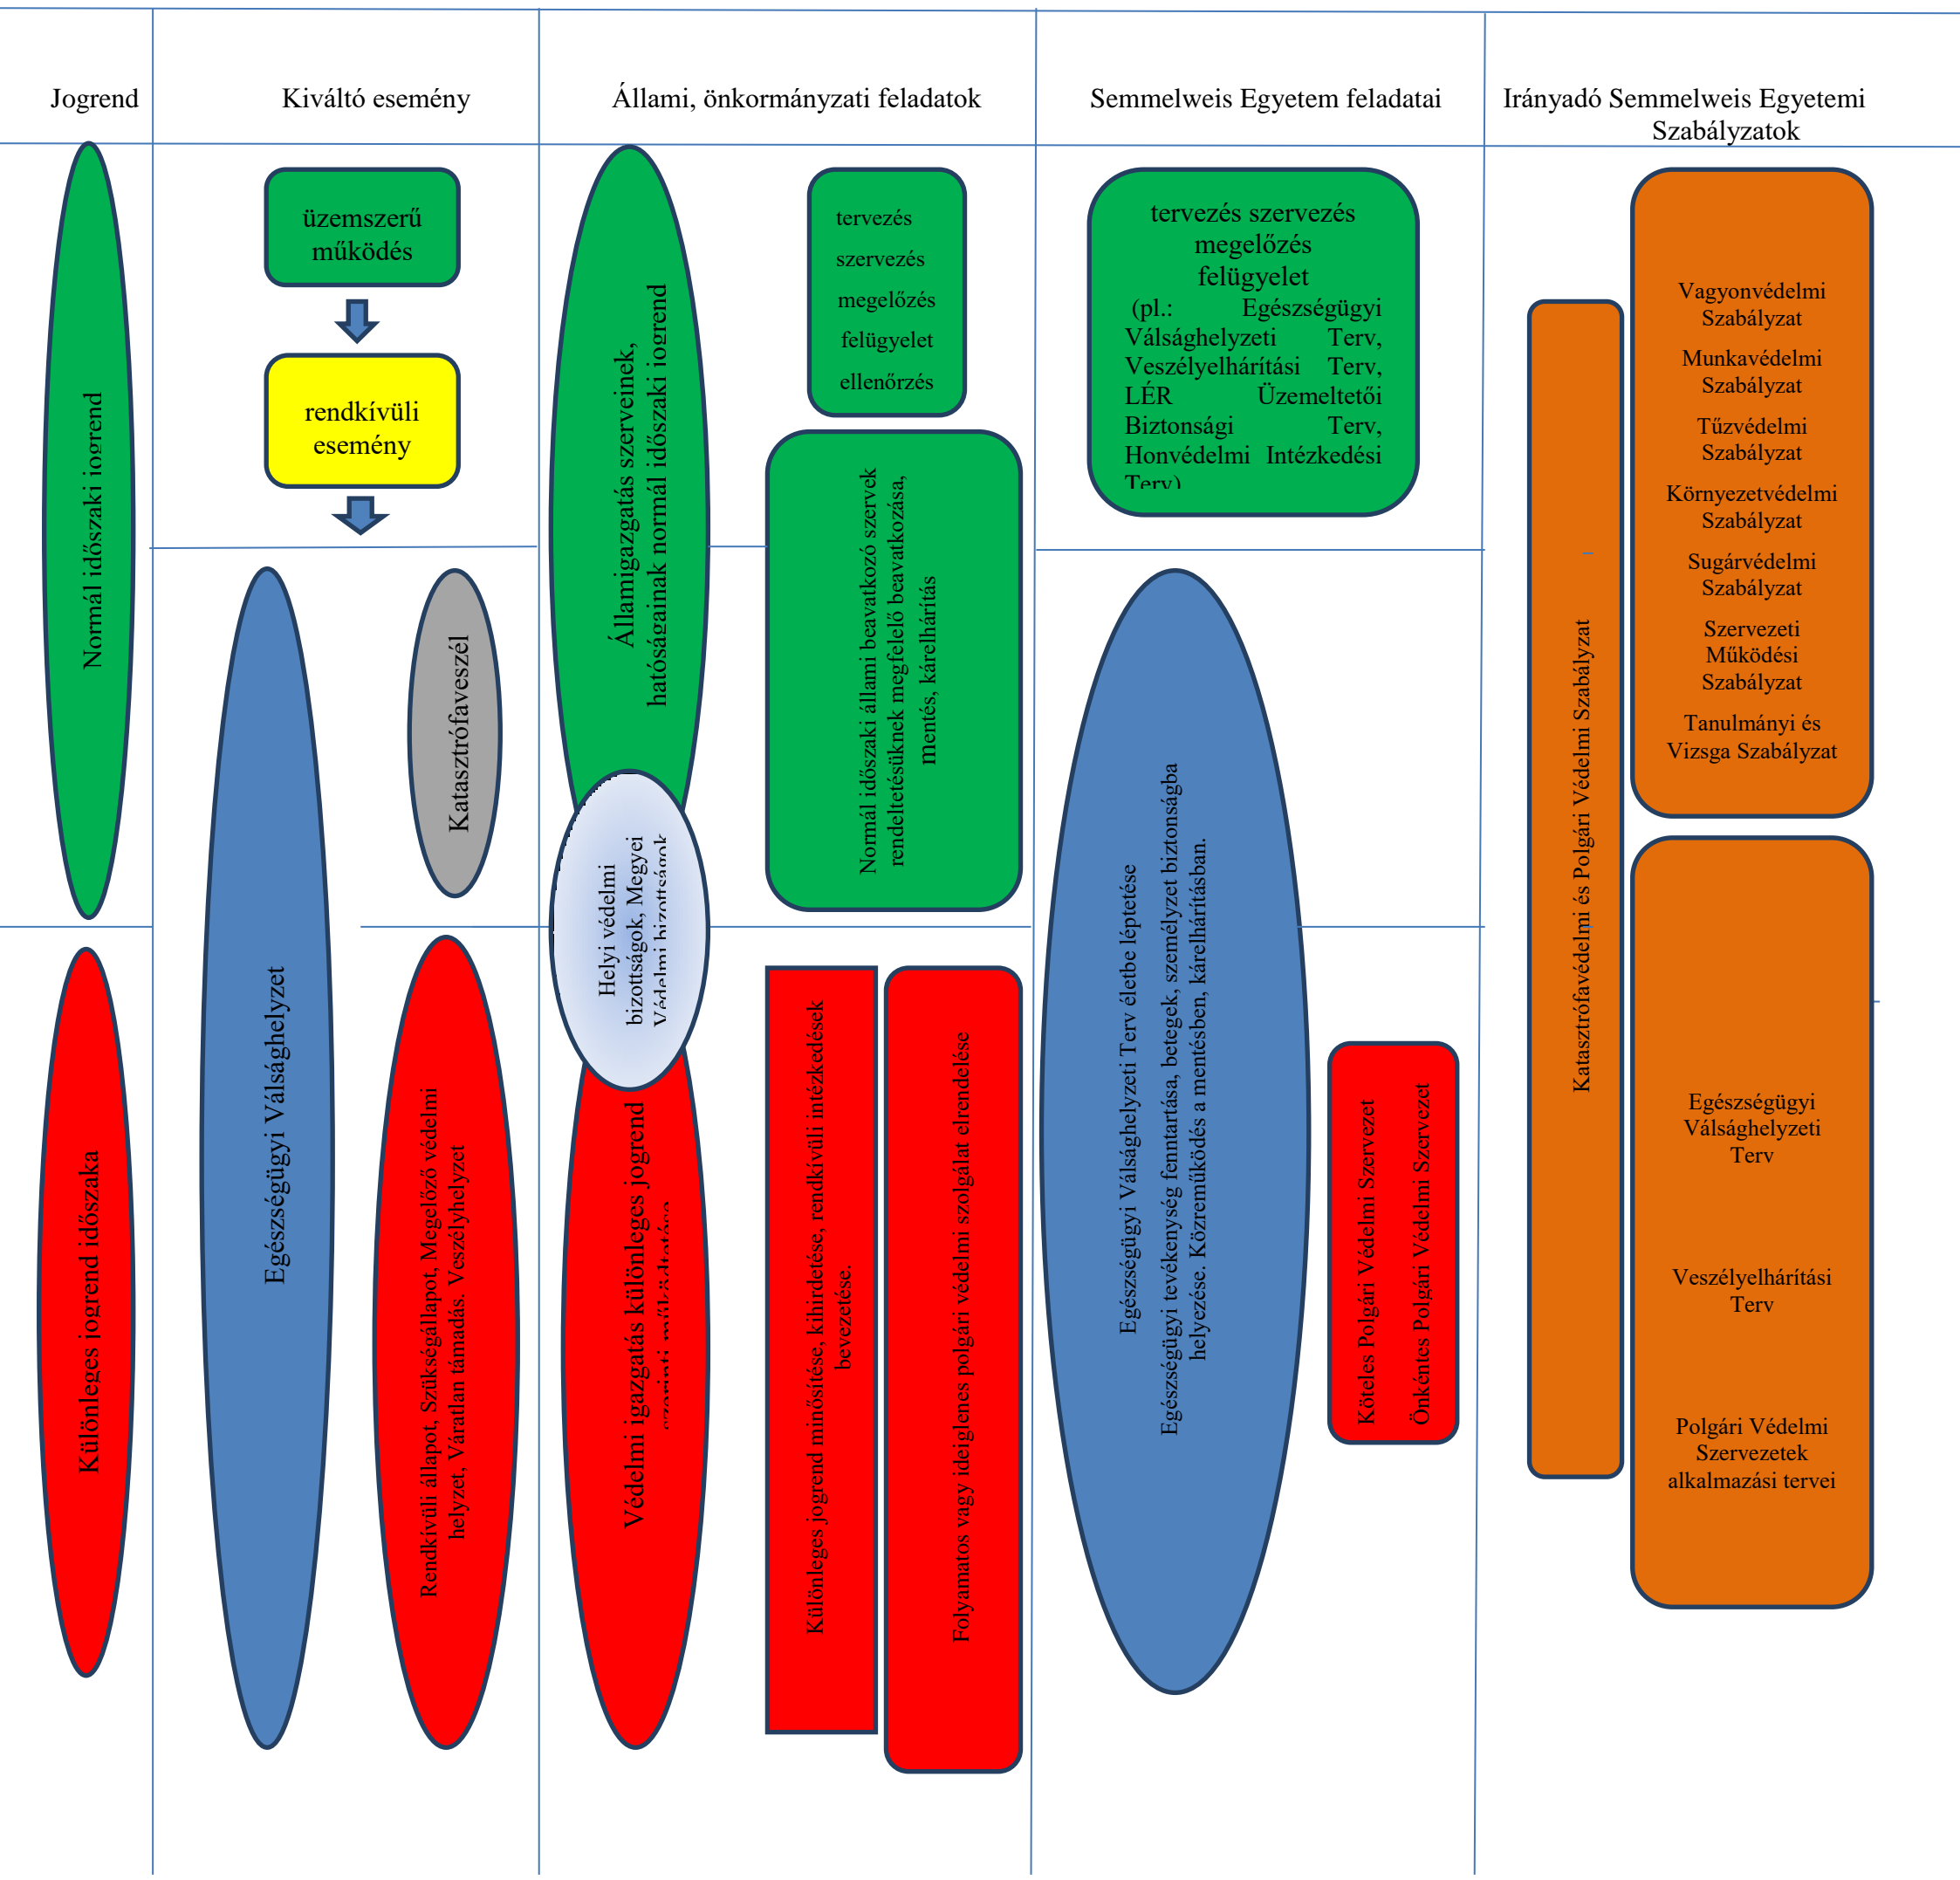 Jogrend
Kiváltó esemény
Állami, önkormányzati feladatok
Semmelweis Egyetem feladatai
Irányadó Semmelweis Egyetemi
Szabályzatok
Normál időszaki jogrend
Különleges jogrend időszaka
üzemszerű
működés
rendkívüli
esemény
Egészségügyi Válsághelyzet
Katasztrófaveszél
Rendkívüli állapot, Szükségállapot, Megelőző védelmi
helyzet, Váratlan támadás. Veszélyhelyzet
Államigazgatás szerveinek,
hatóságainak normál időszaki jogrend
Helyi védelmi
bizottságok, Megyei
Védelmi bizottságok
Védelmi igazgatás különleges jogrend
szerinti működtetése
tervezés
szervezés
megelőzés
felügyelet
ellenőrzés
Normál időszaki állami beavatkozó szervek
rendeltetésüknek megfelelő beavatkozása,
mentés, kárelhárítás
Különleges jogrend minősítése, kihirdetése, rendkívüli intézkedések
bevezetése.
Folyamatos vagy ideiglenes polgári védelmi szolgálat elrendelése
tervezés szervezés
megelőzés
felügyelet
(pl.: Egészségügyi
Válsághelyzeti Terv,
Veszélyelhárítási Terv,
LÉR Üzemeltetői
Biztonsági Terv,
Honvédelmi Intézkedési
Terv)
Egészségügyi Válsághelyzeti Terv életbe léptetése
Egészségügyi tevékenység fenntartása, betegek, személyzet biztonságba
helyezése. Közreműködés a mentésben, kárelhárításban.
Köteles Polgári Védelmi Szervezet
Önkéntes Polgári Védelmi Szervezet
Katasztrófavédelmi és Polgári Védelmi Szabályzat
Vagyonvédelmi
Szabályzat
Munkavédelmi
Szabályzat
Tűzvédelmi
Szabályzat
Környezetvédelmi
Szabályzat
Sugárvédelmi
Szabályzat
Szervezeti
Működési
Szabályzat
Tanulmányi és
Vizsga Szabályzat
Egészségügyi
Válsághelyzeti
Terv
Veszélyelhárítási
Terv
Polgári Védelmi
Szervezetek
alkalmazási tervei